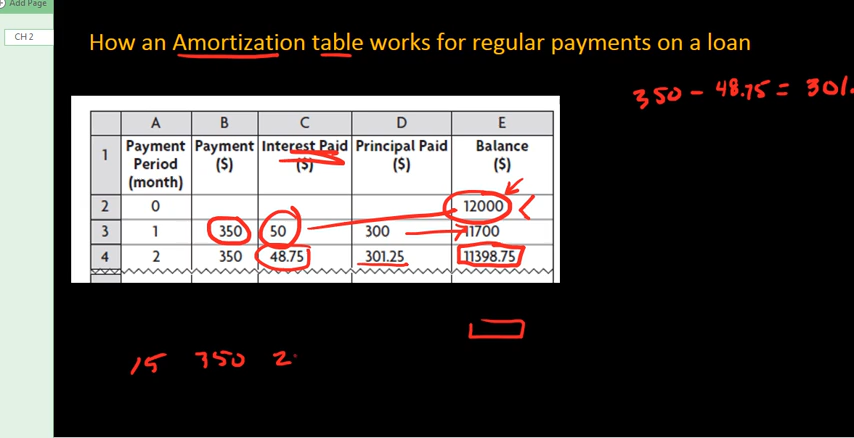 Add Page
CH 2
How an Amortization table works for regular payments on a loan
350 - 48.75 = 301.
A B C D E
1 Payment Period (month) Payment ($) Interest Paid ($) Principal Paid ($) Balance ($)
2 0 12000
3 1 350 50 300 11700
4 2 350 48.75 301.25 11398.75
15 350 2